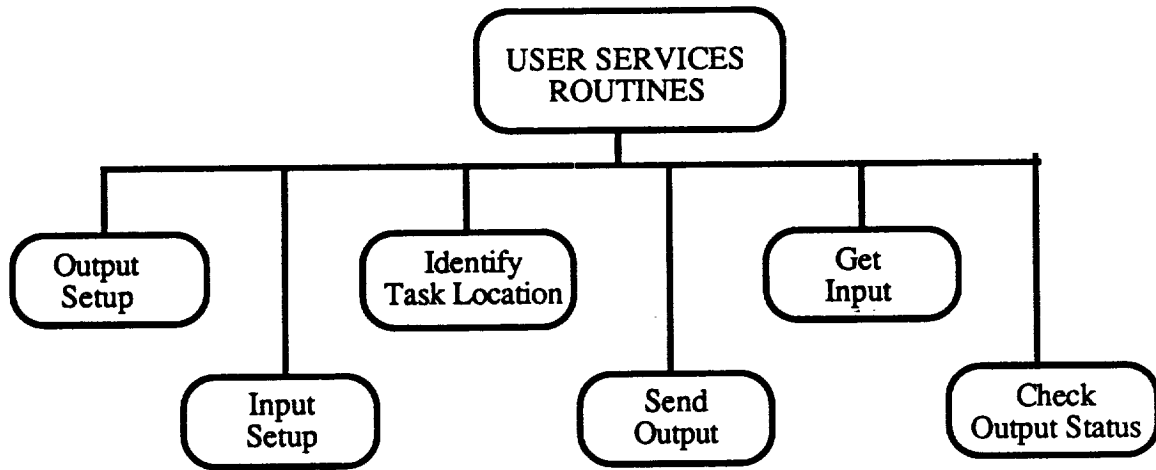 USER SERVICES
ROUTINES
Output
Setup
Identify
Task Location
Get
Input
Input
Setup
Send
Output
Check
Output Status